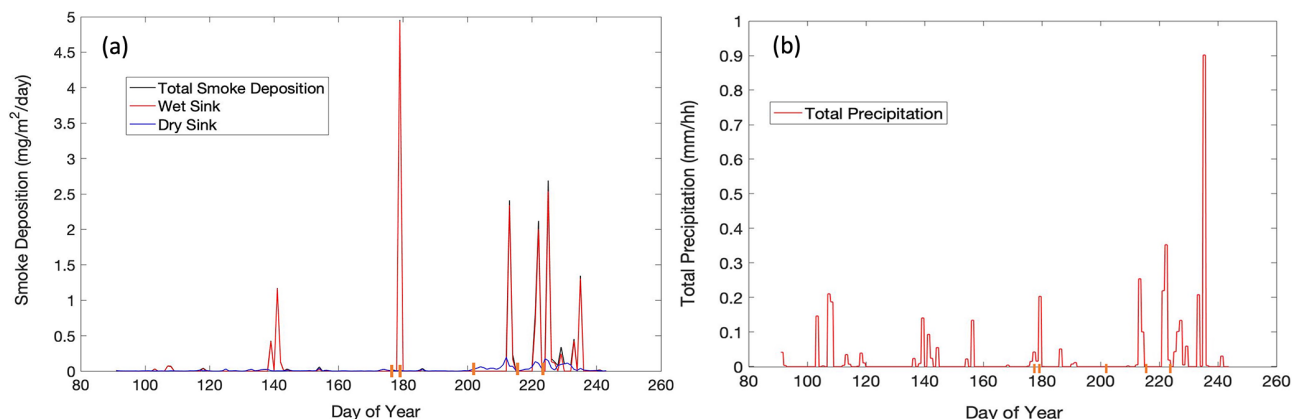 (a)
Smoke Deposition (mg/m²/day)
5
4.5
4
3.5
3
2.5
2
1.5
1
0.5
0
Total Smoke Deposition
Wet Sink
Dry Sink
80 100 120 140 160 180 200 220 240 260
Day of Year
(b)
Total Precipitation (mm/hh)
1
0.9
0.8
0.7
0.6
0.5
0.4
0.3
0.2
0.1
0
Total Precipitation
80 100 120 140 160 180 200 220 240 260
Day of Year